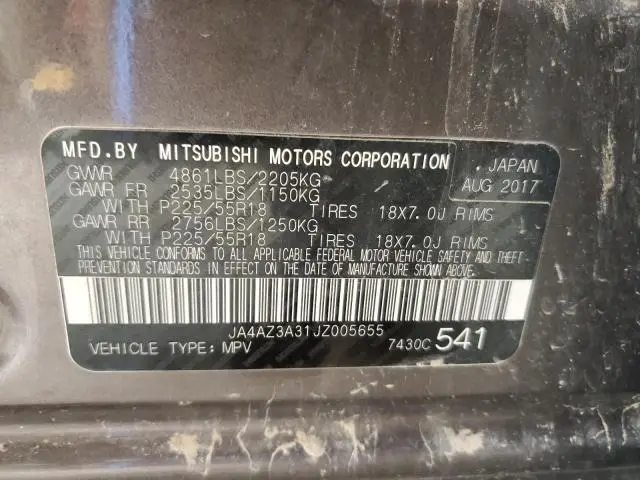 MFD.BY MITSUBISHI MOTORS CORPORATION , JAPAN
GVWR 4861LBS/2205KG AUG 2017
GAWR FR 2535LBS/1150KG
WITH P225/55R18 TIRES 18X7.0J RIMS
GAWR RR 2756LBS/1250KG
WITH P225/55R18 TIRES 18X7.0J RIMS
THIS VEHICLE CONFORMS TO ALL APPLICABLE FEDERAL MOTOR VEHICLE SAFETY AND THEFT
PREVENTION STANDARDS IN EFFECT ON THE DATE OF MANUFACTURE SHOWN ABOVE.
JA4AZ3A31JZ005655
VEHICLE TYPE: MPV 7430C 541